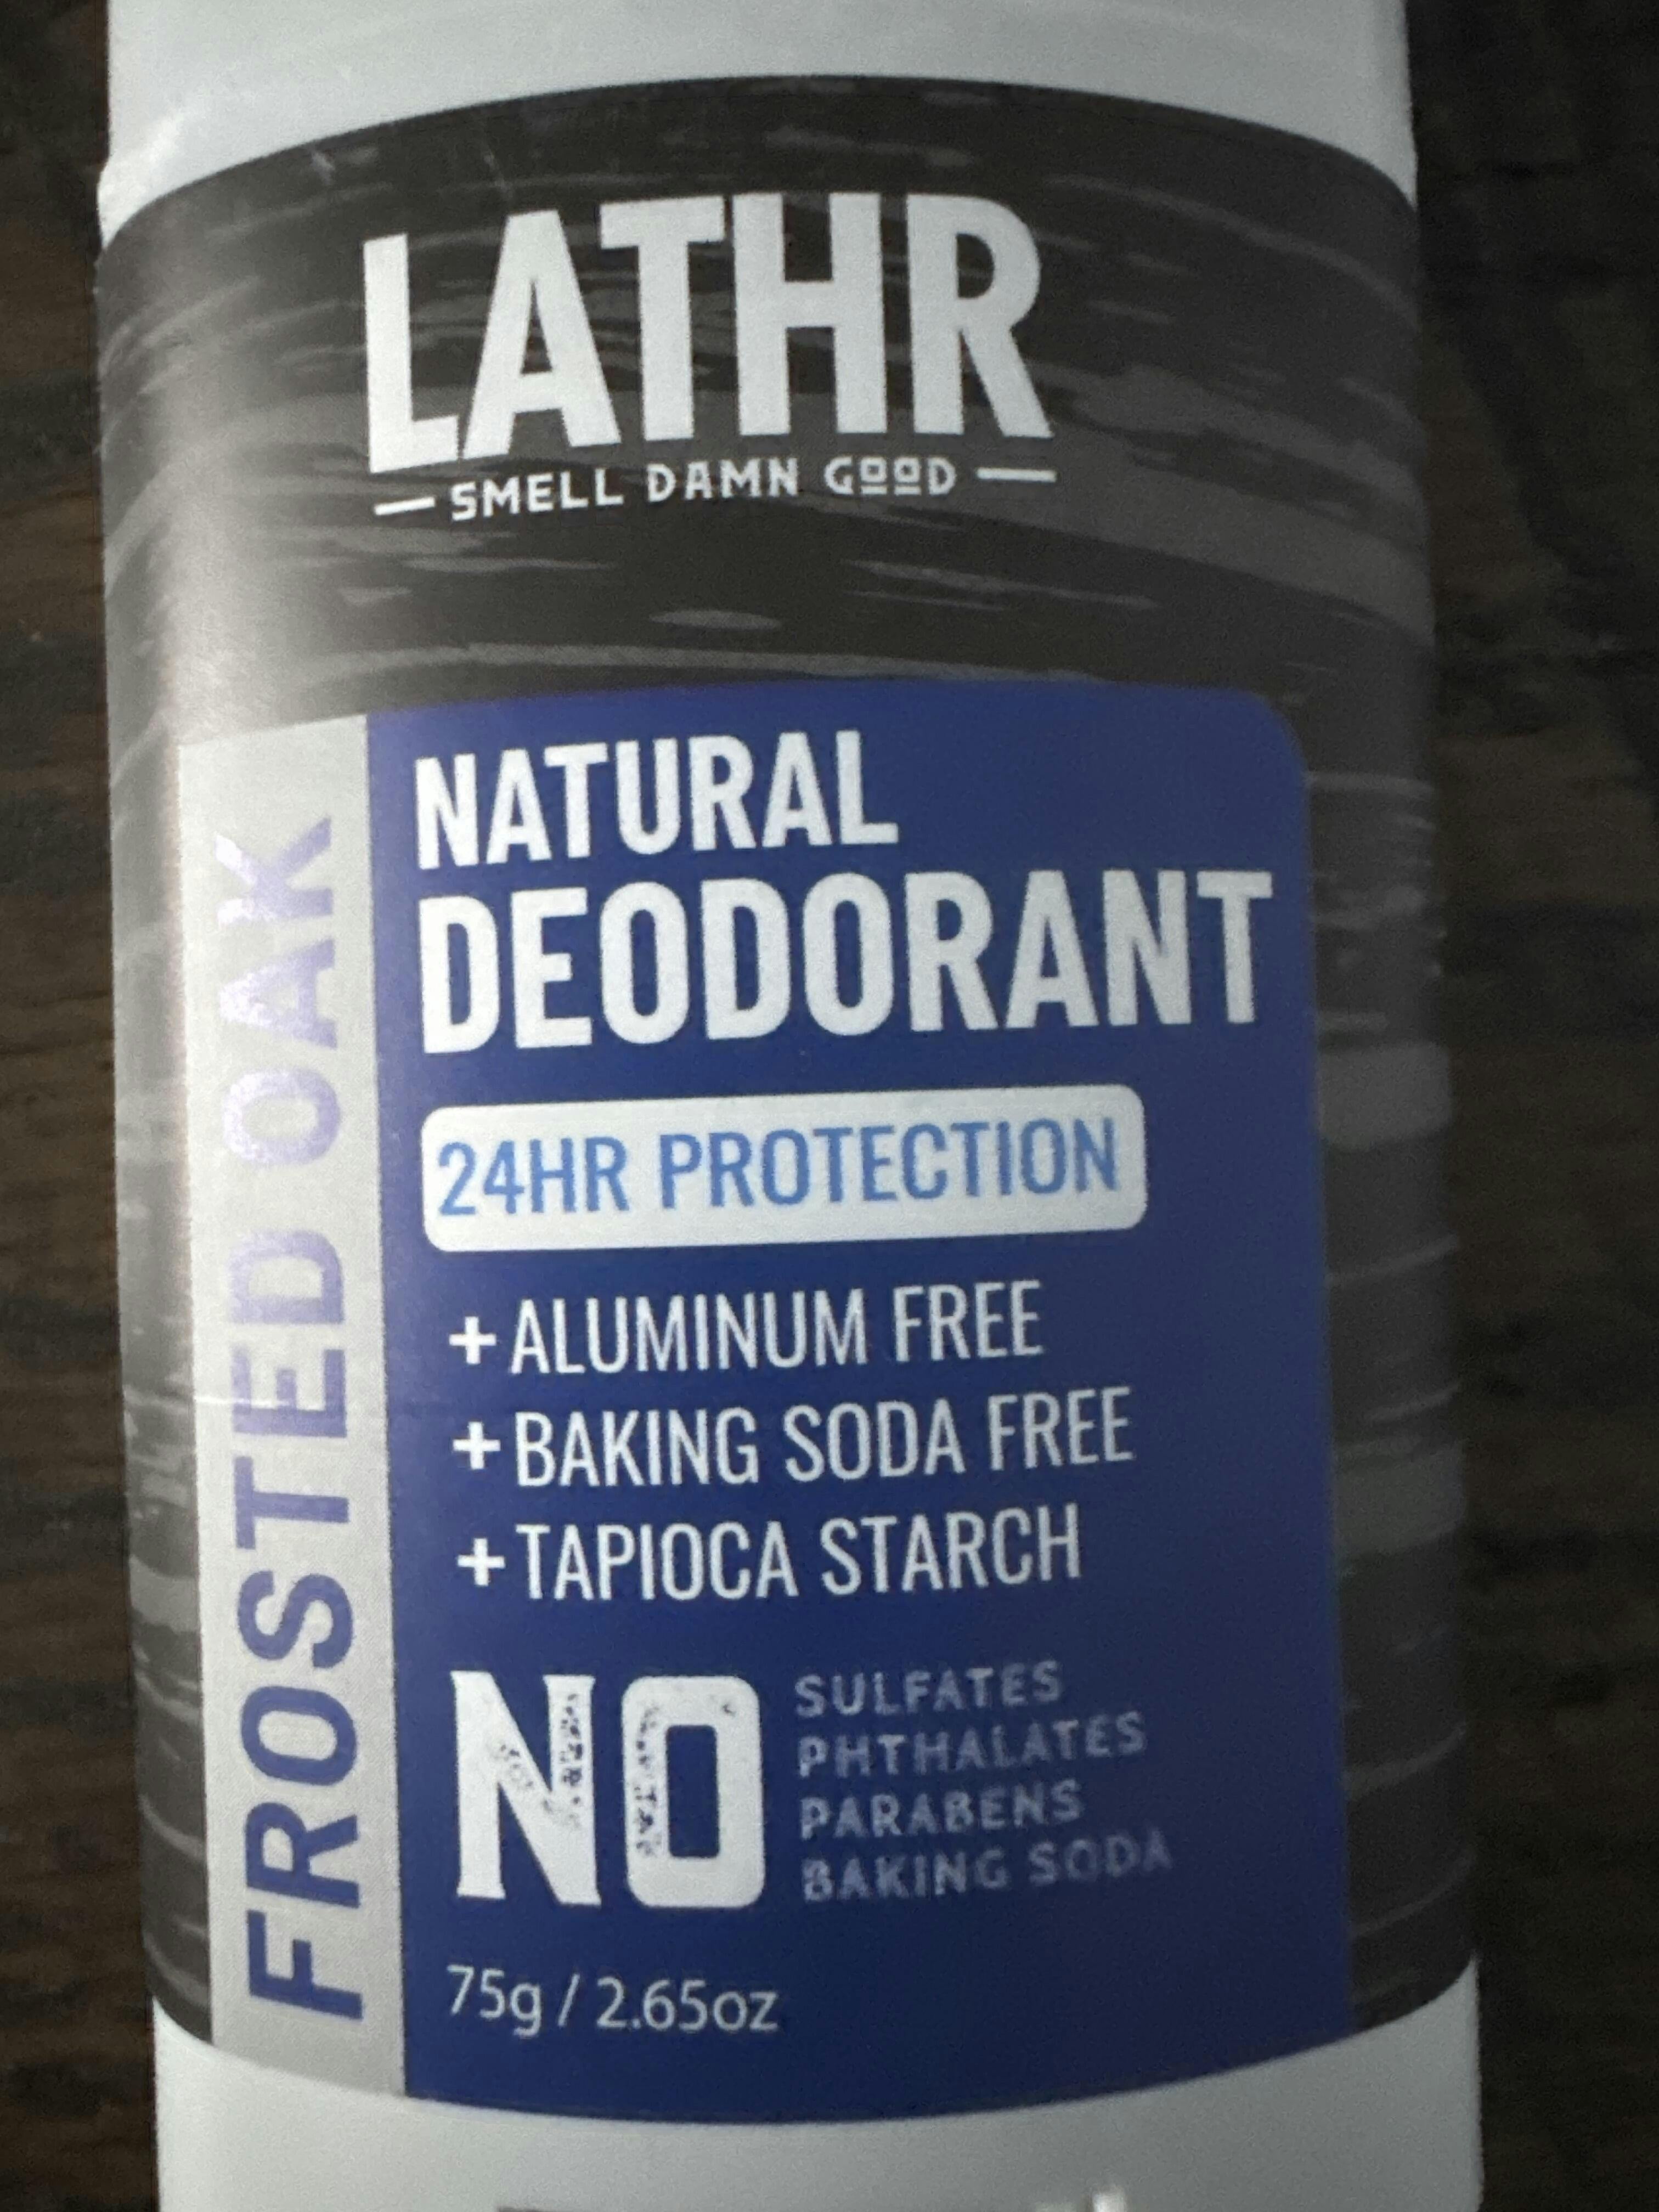 LATHR
SMELL DAMN GOOD
FROSTED OAK
NATURAL
DEODORANT
24HR PROTECTION
+ ALUMINUM FREE
+ BAKING SODA FREE
+ TAPIOCA STARCH
NO
SULFATES
PHTHALATES
PARABENS
BAKING SODA
75g / 2.65oz